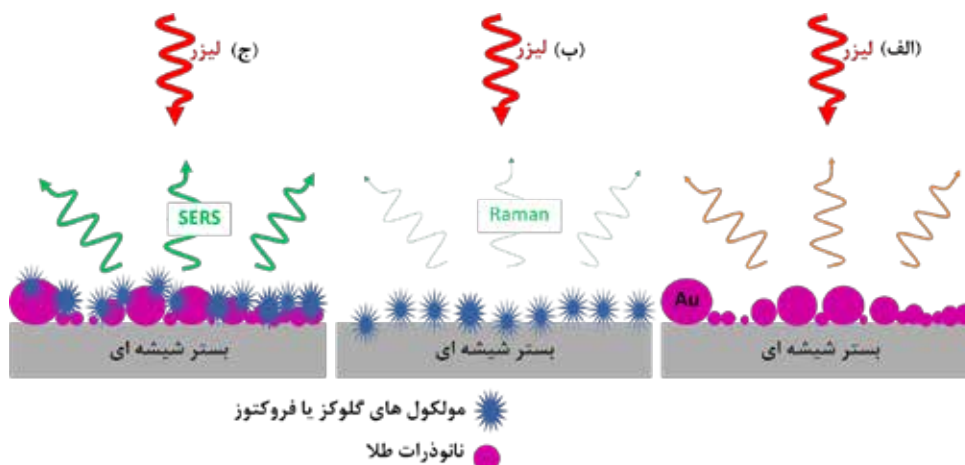 (الف) لیزر
(ب) لیزر
(ج) لیزر
Raman
SERS
Au
بستر شیشه ای
بستر شیشه ای
بستر شیشه ای
مولکول های گلوکز یا فروکتوز
نانوذرات طلا